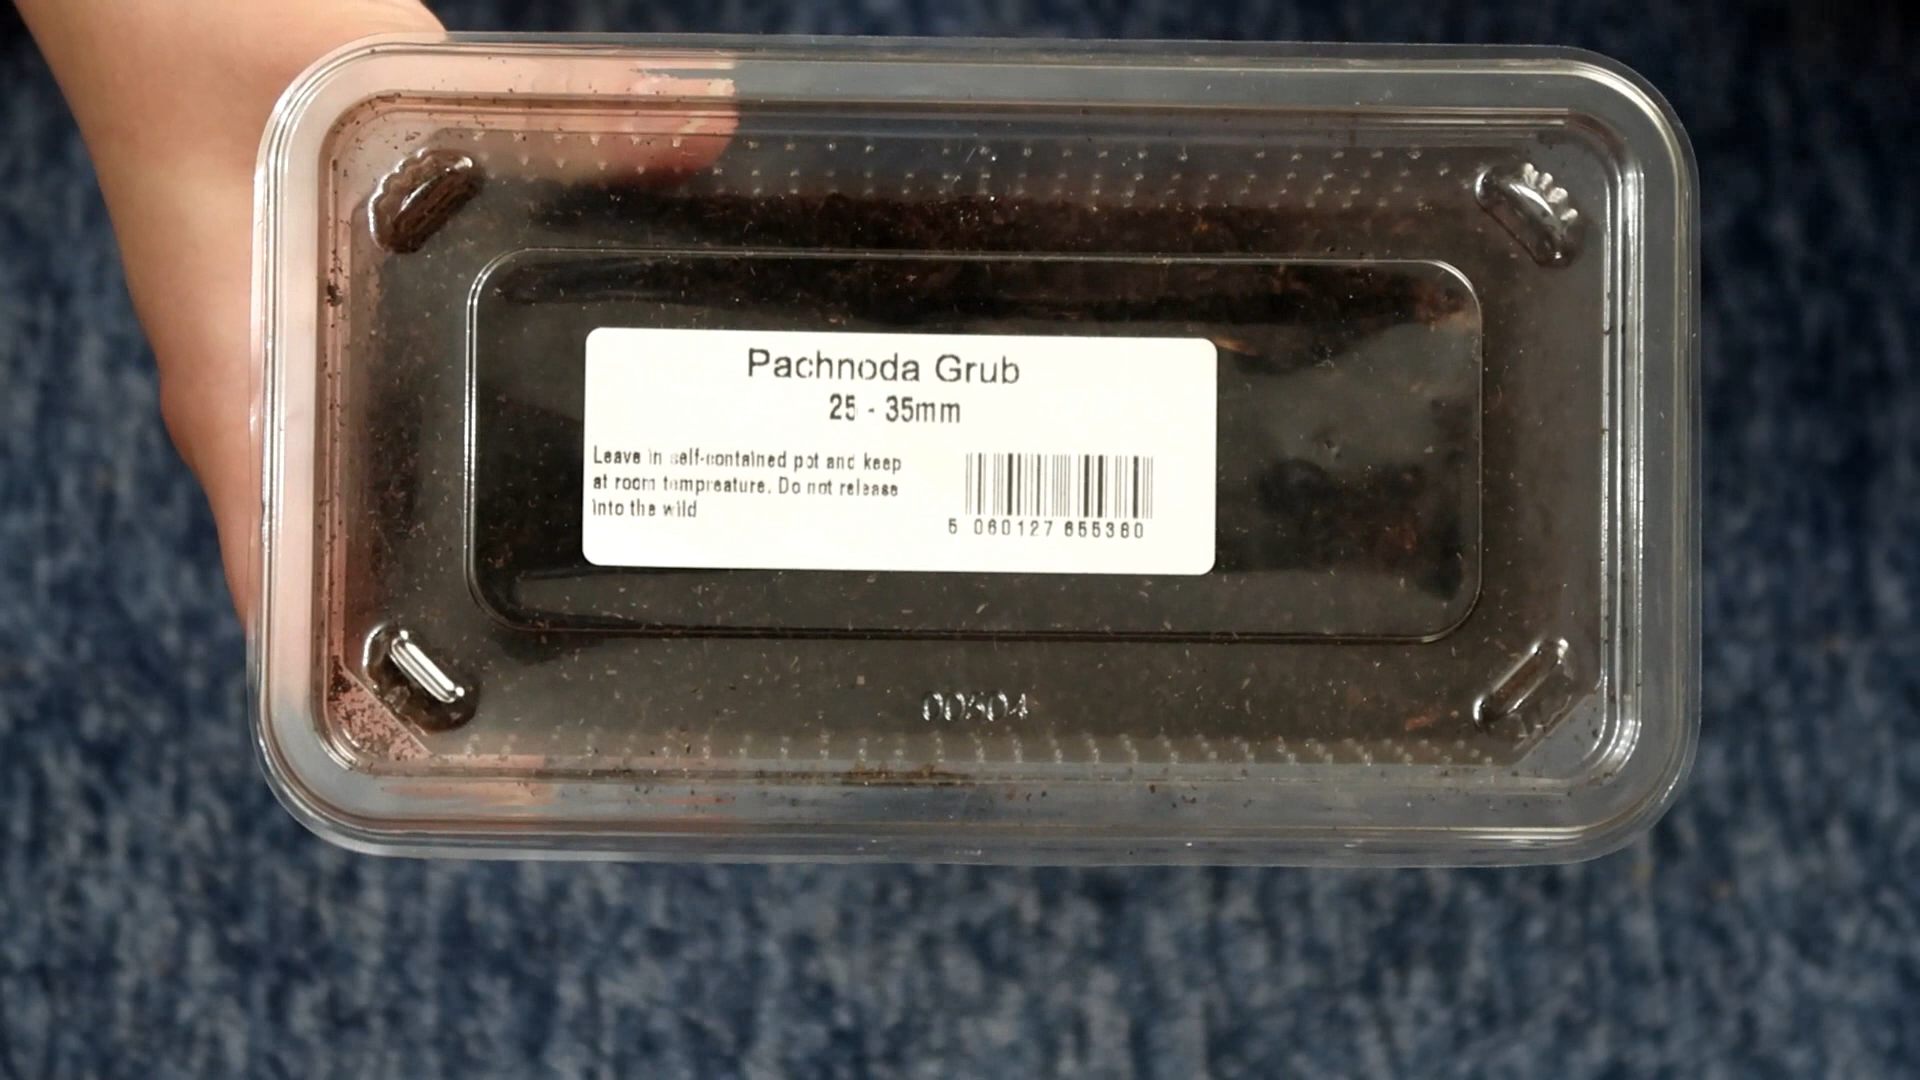 Pachnoda Grub
25 - 35mm
Leave in self-contained pot and keep
at room tempreature. Do not release
into the wild
5 060127 655380